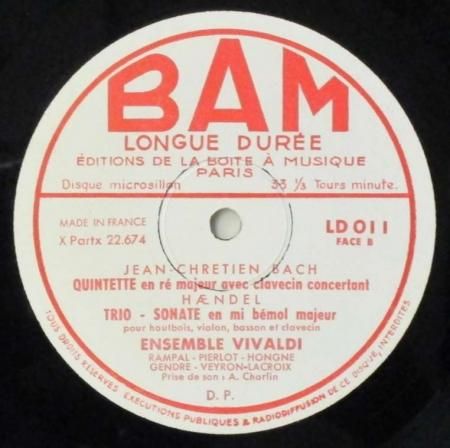 BAM
LONGUE DURÉE
ÉDITIONS DE LA BOITE À MUSIQUE
PARIS
Disque microsillon 33 ⅓ Tours minute.
MADE IN FRANCE
X Partx 22.674
LD 011
FACE B
JEAN-CHRETIEN BACH
QUINTETTE en ré majeur avec clavecin concertant
HÆNDEL
TRIO - SONATE en mi bémol majeur
pour hautbois, violon, basson et clavecin
ENSEMBLE VIVALDI
RAMPAL - PIERLOT - HONGNE
GENDRE - VEYRON-LACROIX
Prise de son : A. Charlin
D. P.
TOUS DROITS RESERVÉS EXECUTIONS PUBLIQUES & RADIODIFFUSION DE CE DISQUE, INTERDITES